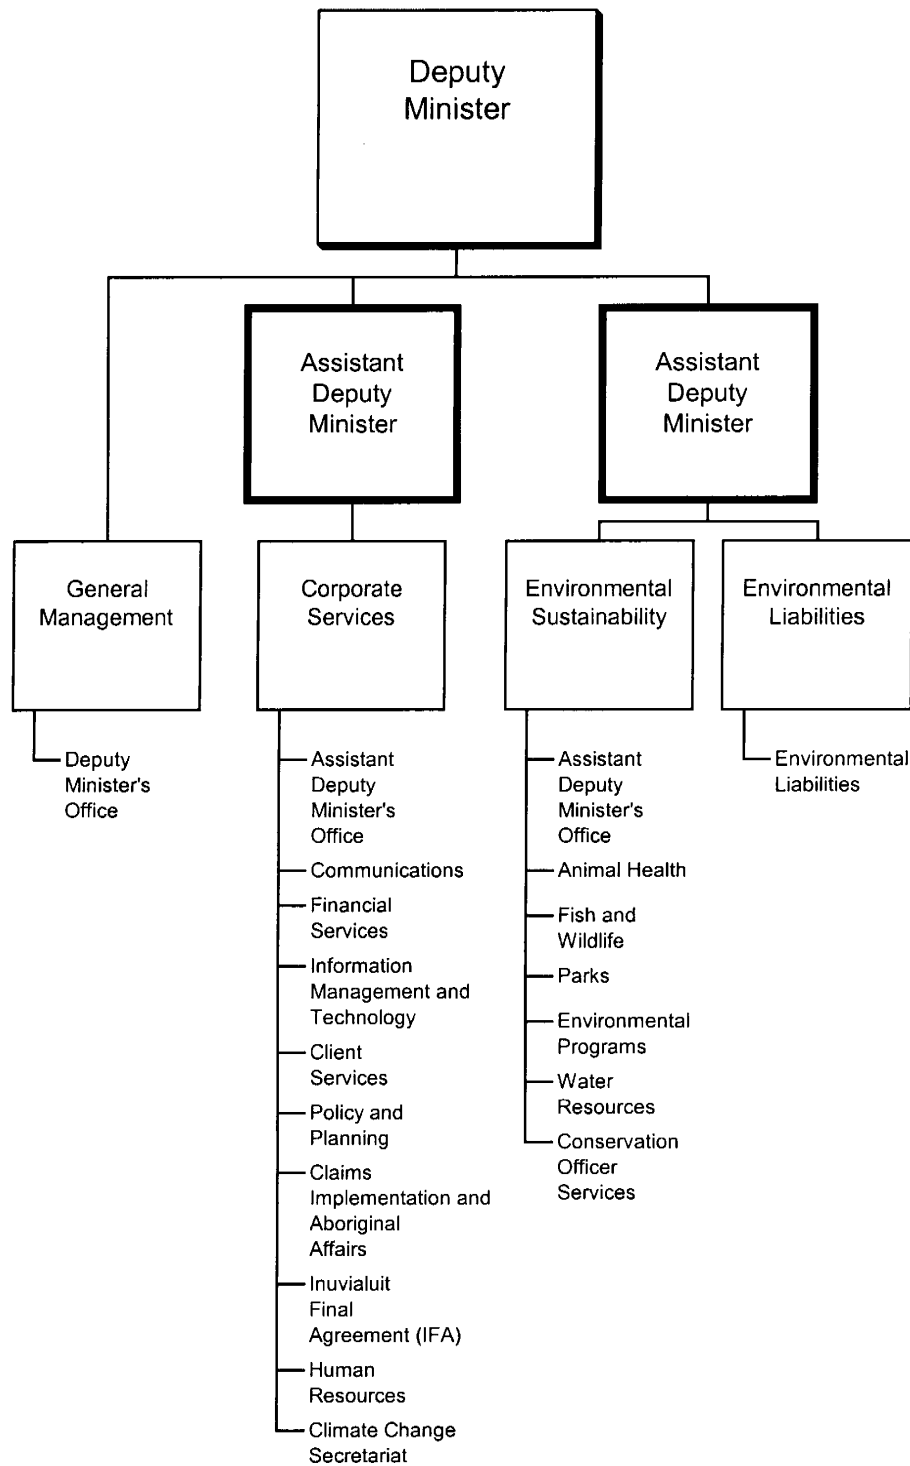 Deputy
Minister
Assistant
Deputy
Minister
Assistant
Deputy
Minister
General
Management
Corporate
Services
Environmental
Sustainability
Environmental
Liabilities
Deputy
Minister's
Office
Assistant
Deputy
Minister's
Office
Communications
Financial
Services
Information
Management and
Technology
Client
Services
Policy and
Planning
Claims
Implementation and
Aboriginal
Affairs
Inuvialuit
Final
Agreement (IFA)
Human
Resources
Climate Change
Secretariat
Assistant
Deputy
Minister's
Office
Animal Health
Fish and
Wildlife
Parks
Environmental
Programs
Water
Resources
Conservation
Officer
Services
Environmental
Liabilities